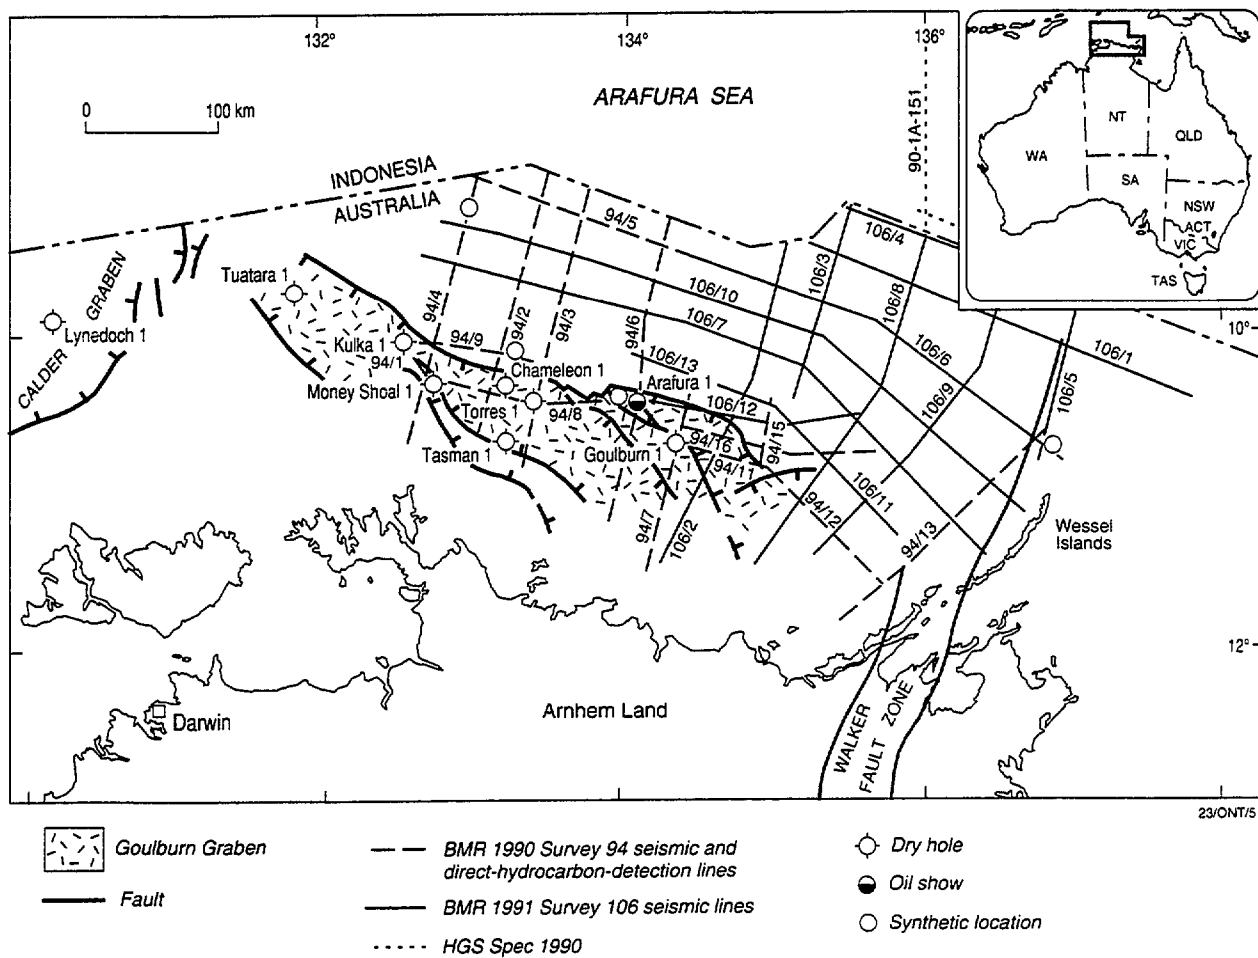 132°
134°
136°
0
100 km
ARAFURA SEA
90-1A-151
NT
QLD
WA
SA
NSW
ACT
VIC
TAS
INDONESIA
AUSTRALIA
94/5
106/4
106/3
106/10
106/8
106/7
106/6
106/1
106/9
106/5
106/13
106/12
10°
Tuatara 1
94/4
94/2
94/3
94/6
CALDER GRABEN
Lynedoch 1
Kulka 1
94/9
94/1
Chameleon 1
Arafura 1
Money Shoal 1
Torres 1
94/8
94/15
94/16
Tasman 1
Goulburn 1
94/11
94/7
106/2
94/12
106/11
94/13
Wessel
Islands
12°
Darwin
Arnhem Land
WALKER
FAULT ZONE
23/ONT/5
Goulburn Graben
Fault
BMR 1990 Survey 94 seismic and
direct-hydrocarbon-detection lines
BMR 1991 Survey 106 seismic lines
HGS Spec 1990
Dry hole
Oil show
Synthetic location